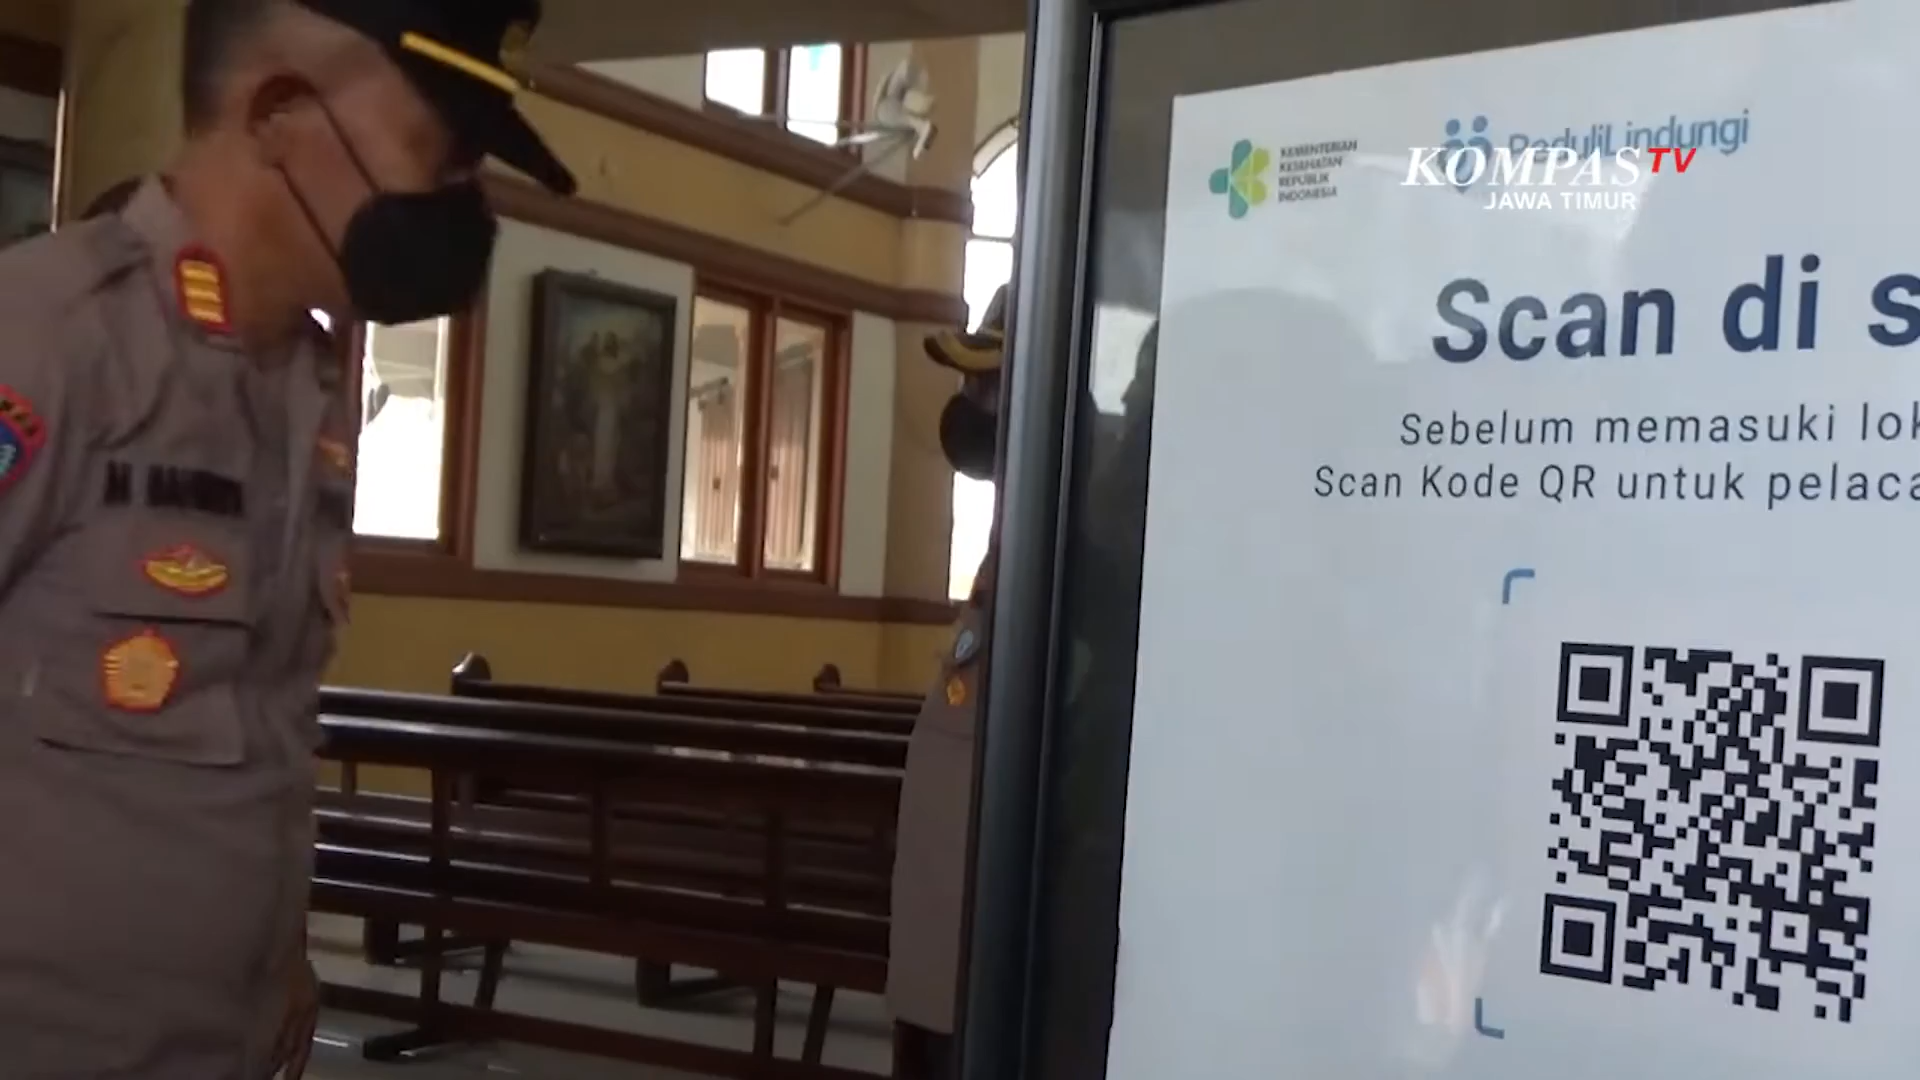 KEMENTERIAN
KESEHATAN
REPUBLIK
INDONESIA
PeduliLindungi
KOMPAS TV
JAWA TIMUR
Scan di s
Sebelum memasuki lok
Scan Kode QR untuk pelaca